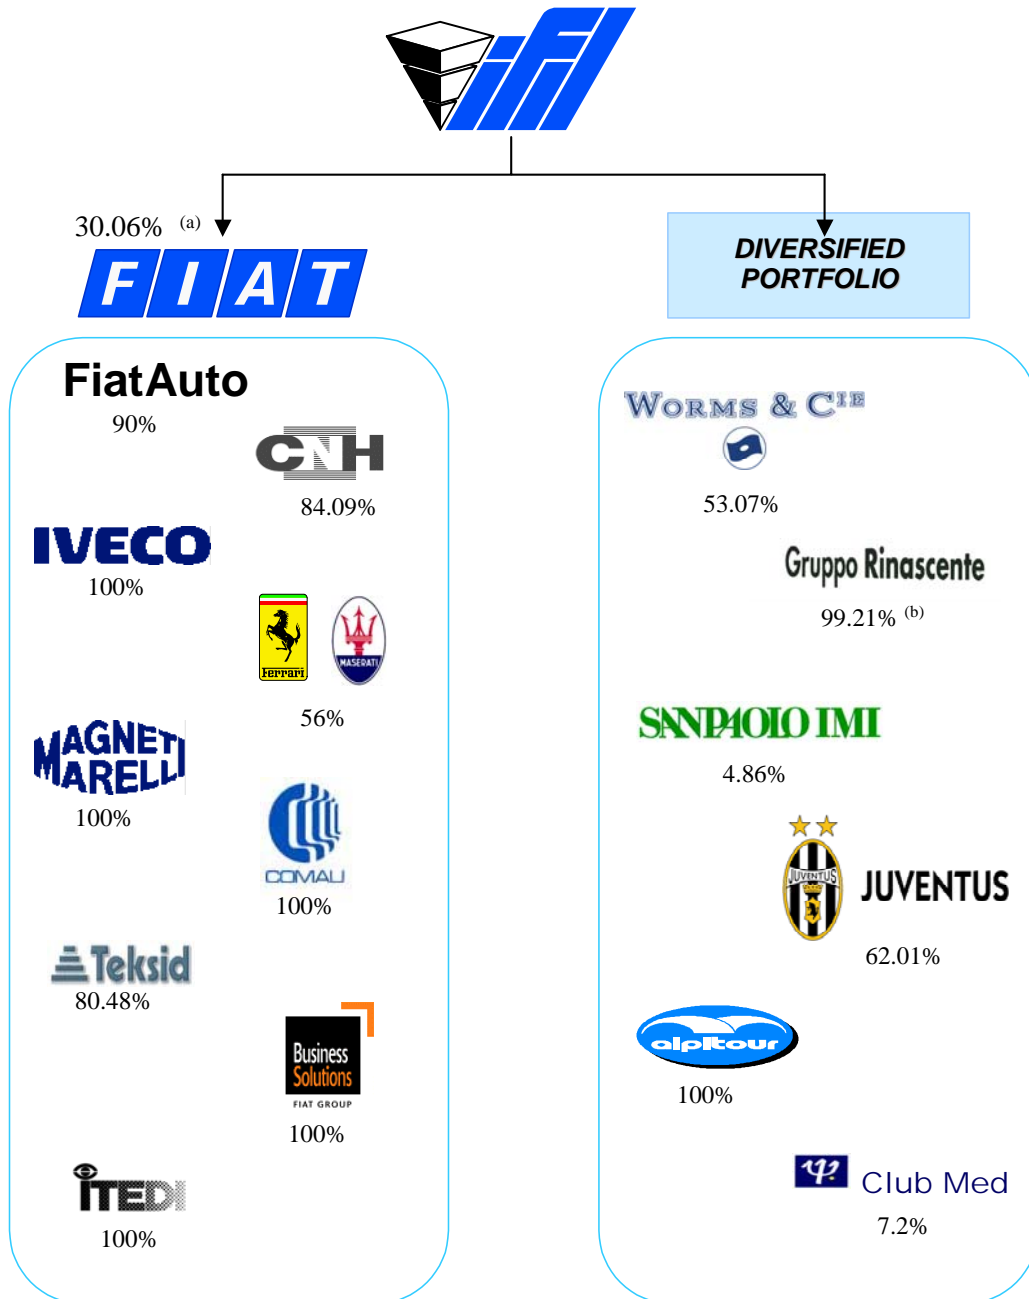 ifil
30.06% (a)
FIAT
DIVERSIFIED
PORTFOLIO
FiatAuto
90%
CNH
84.09%
IVECO
100%
Ferrari
MASERATI
56%
MAGNETI
MARELLI
100%
COMAU
100%
Teksid
80.48%
Business
Solutions
FIAT GROUP
100%
ITEDI
100%
WORMS & CIE
53.07%
Gruppo Rinascente
99.21% (b)
SANPAOLO IMI
4.86%
JUVENTUS
JUVENTUS
62.01%
alpitour
100%
Club Med
7.2%